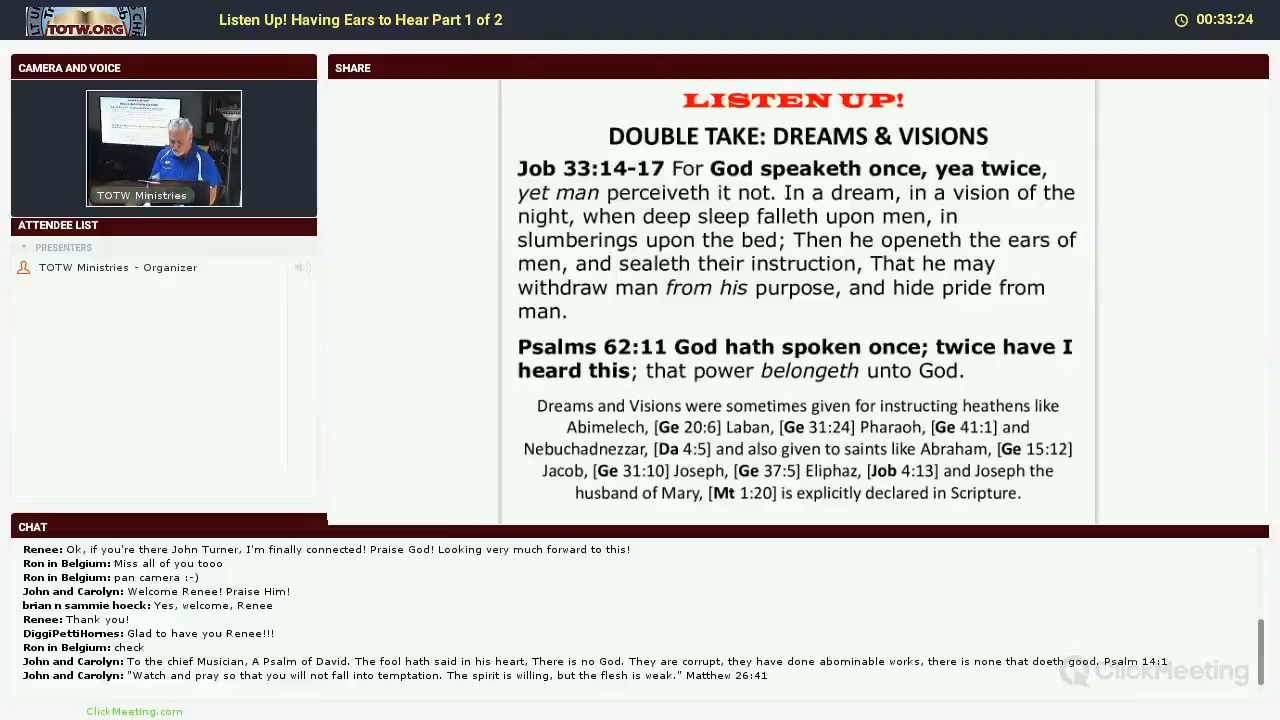 TOTW.ORG
Listen Up! Having Ears to Hear Part 1 of 2
00:33:24
CAMERA AND VOICE
TOTW Ministries
ATTENDEE LIST
PRESENTERS
TOTW Ministries - Organizer
SHARE
LISTEN UP!
DOUBLE TAKE: DREAMS & VISIONS
Job 33:14-17 For God speaketh once, yea twice,
yet man perceiveth it not. In a dream, in a vision of the
night, when deep sleep falleth upon men, in
slumberings upon the bed; Then he openeth the ears of
men, and sealeth their instruction, That he may
withdraw man from his purpose, and hide pride from
man.
Psalms 62:11 God hath spoken once; twice have I
heard this; that power belongeth unto God.
Dreams and Visions were sometimes given for instructing heathens like
Abimelech, [Ge 20:6] Laban, [Ge 31:24] Pharaoh, [Ge 41:1] and
Nebuchadnezzar, [Da 4:5] and also given to saints like Abraham, [Ge 15:12]
Jacob, [Ge 31:10] Joseph, [Ge 37:5] Eliphaz, [Job 4:13] and Joseph the
husband of Mary, [Mt 1:20] is explicitly declared in Scripture.
CHAT
Renee: Ok, if you're there John Turner, I'm finally connected! Praise God! Looking very much forward to this!
Ron in Belgium: Miss all of you tooo
Ron in Belgium: pan camera :-)
John and Carolyn: Welcome Renee! Praise Him!
brian n sammie hoeck: Yes, welcome, Renee
Renee: Thank you!
DiggiPettiHornes: Glad to have you Renee!!!
Ron in Belgium: check
John and Carolyn: To the chief Musician, A Psalm of David. The fool hath said in his heart, There is no God. They are corrupt, they have done abominable works, there is none that doeth good. Psalm 14:1
John and Carolyn: "Watch and pray so that you will not fall into temptation. The spirit is willing, but the flesh is weak." Matthew 26:41
ClickMeeting
ClickMeeting.com